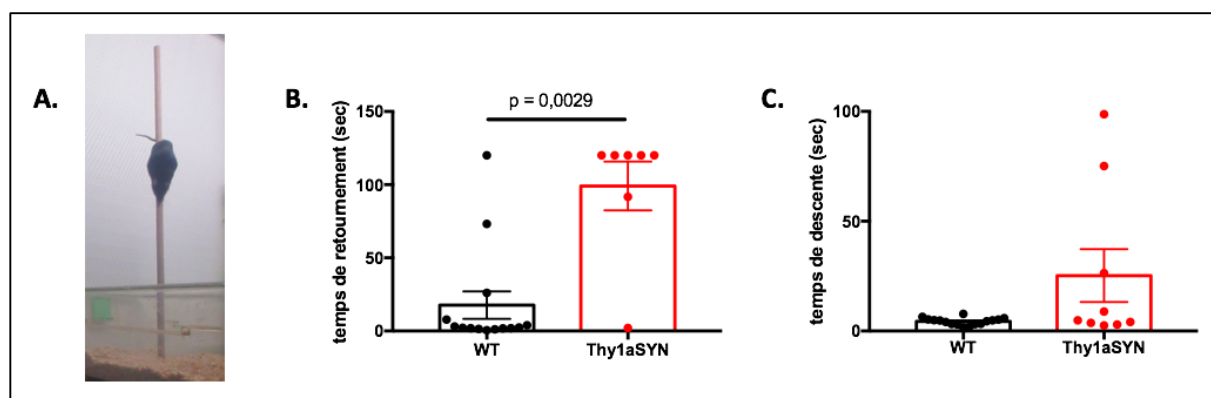 A.
B.
temps de retournement (sec)
150
100
50
0
p = 0,0029
WT
Thy1aSYN
C.
temps de descente (sec)
100
50
0
WT
Thy1aSYN